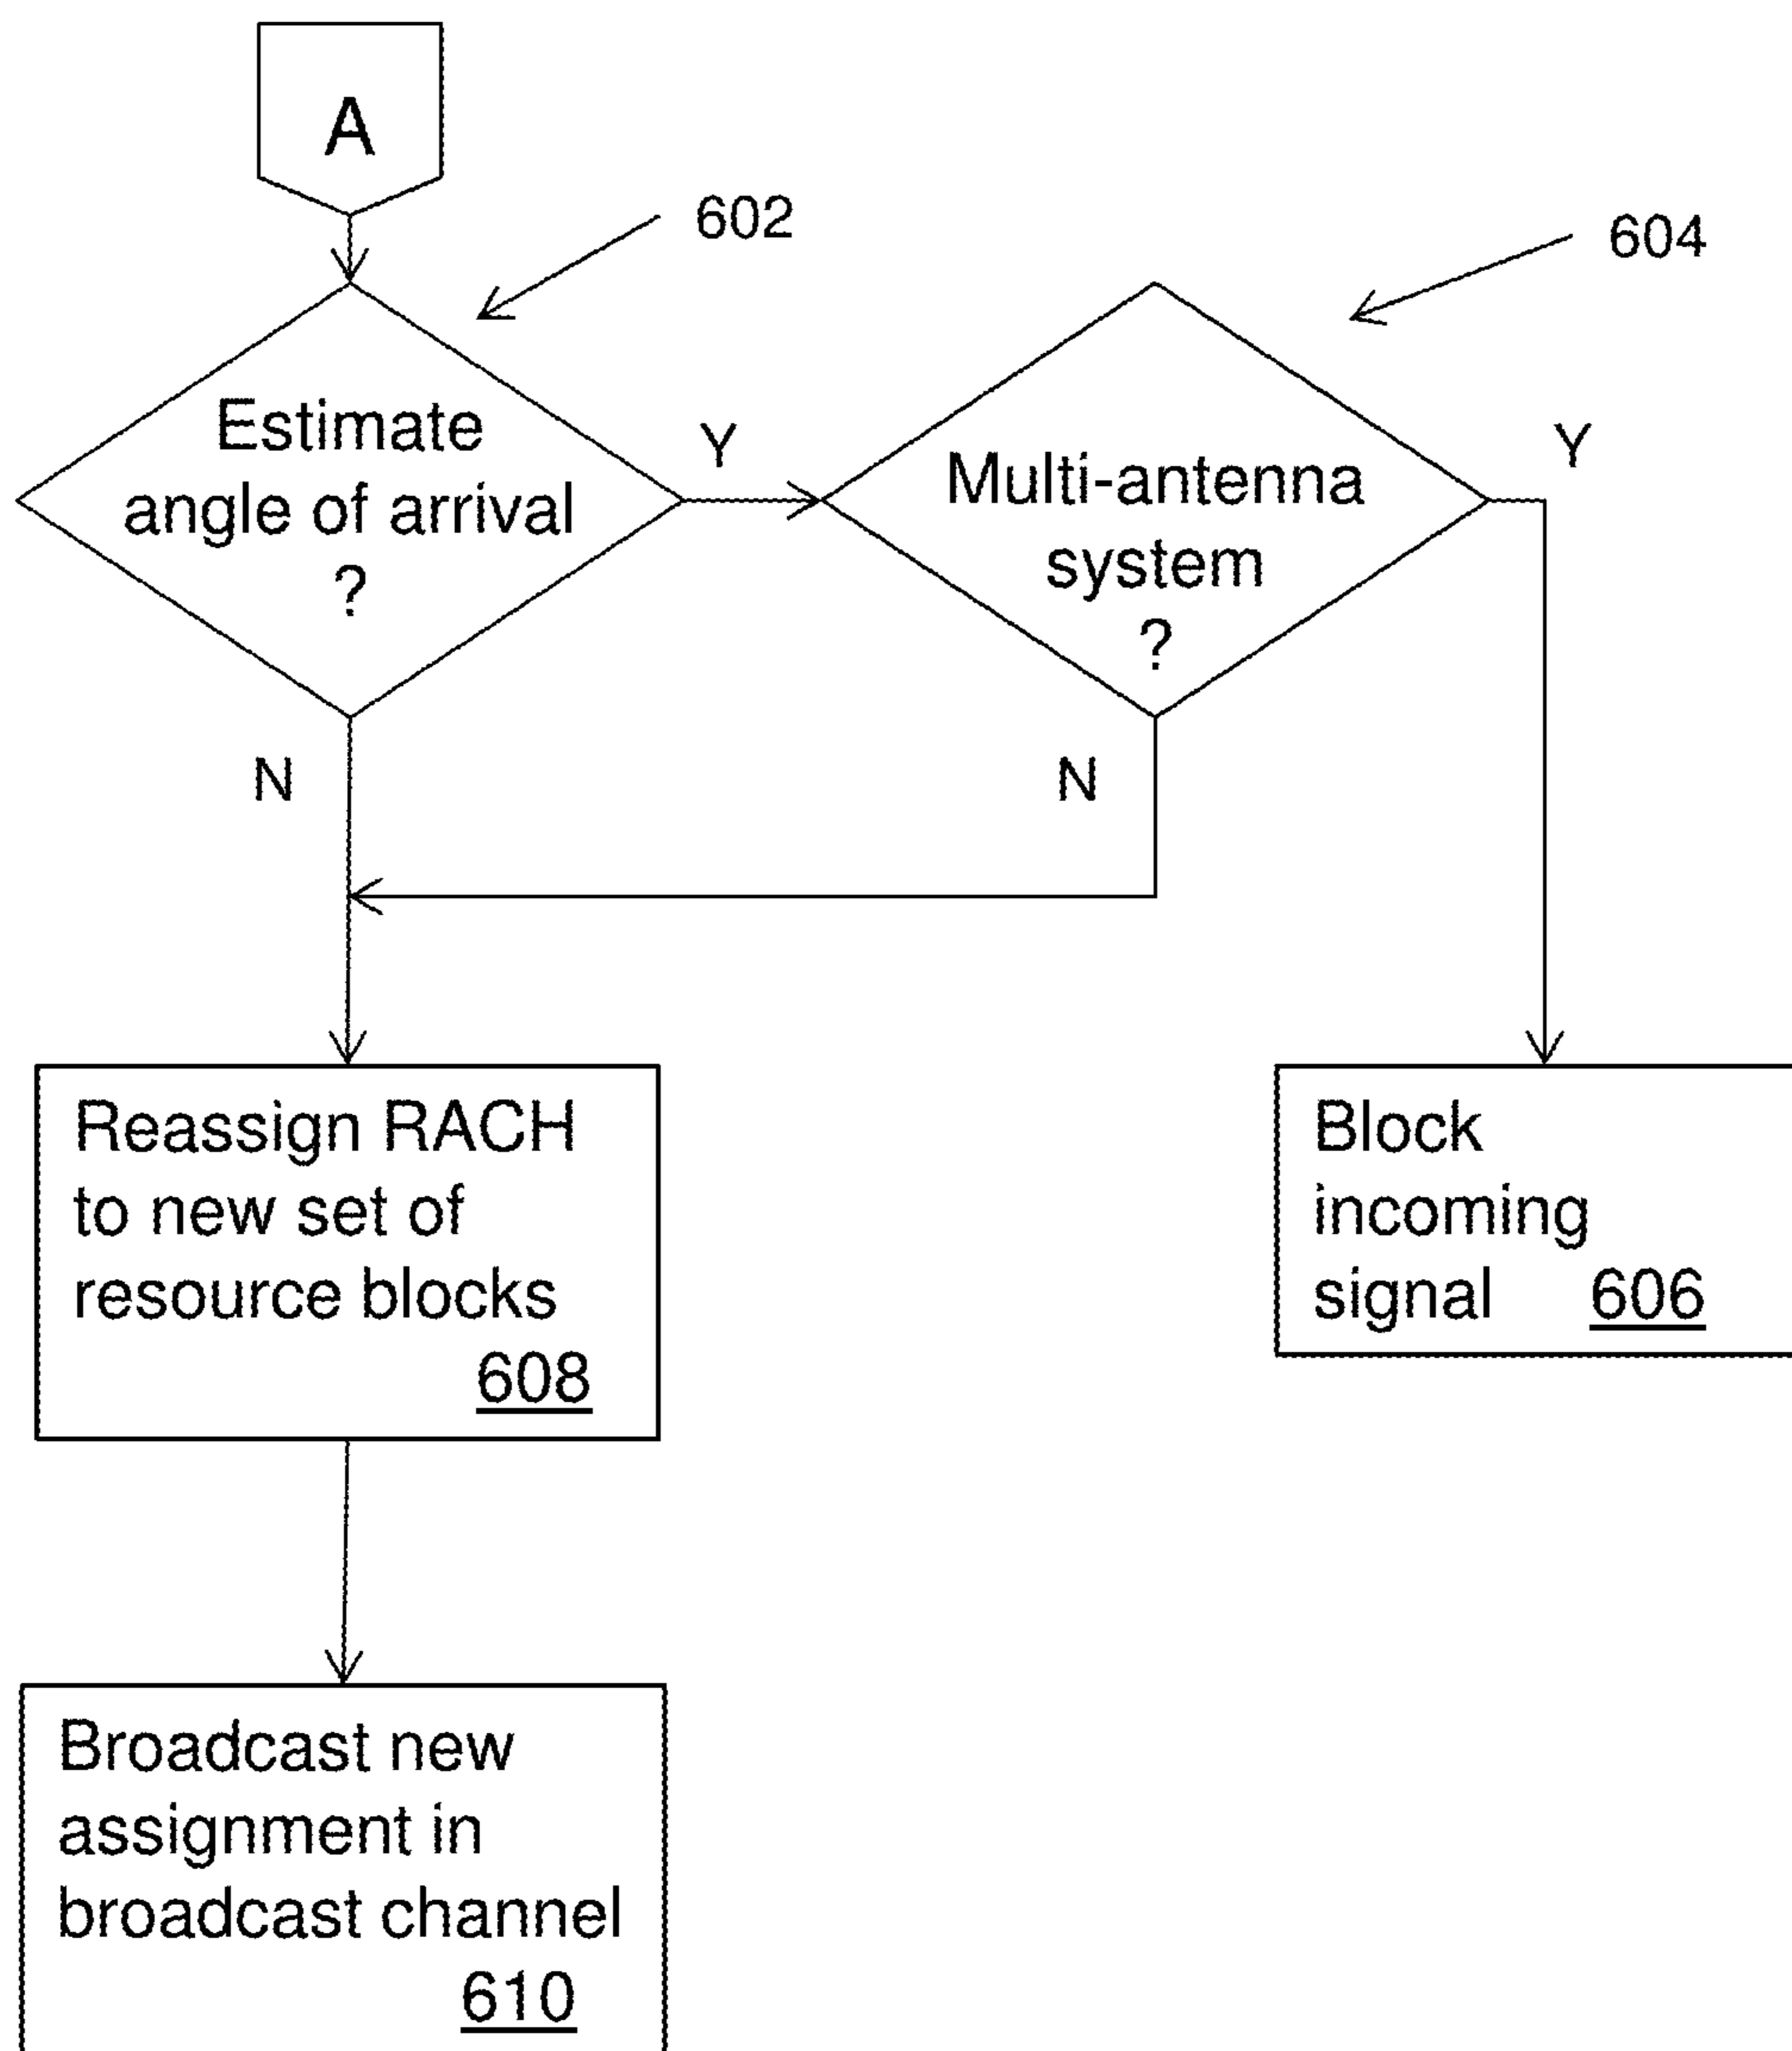 A
602
604
Estimate
angle of arrival
?
Y
Multi-antenna
system
?
Y
N
N
Reassign RACH
to new set of
resource blocks
608
Block
incoming
signal 606
Broadcast new
assignment in
broadcast channel
610